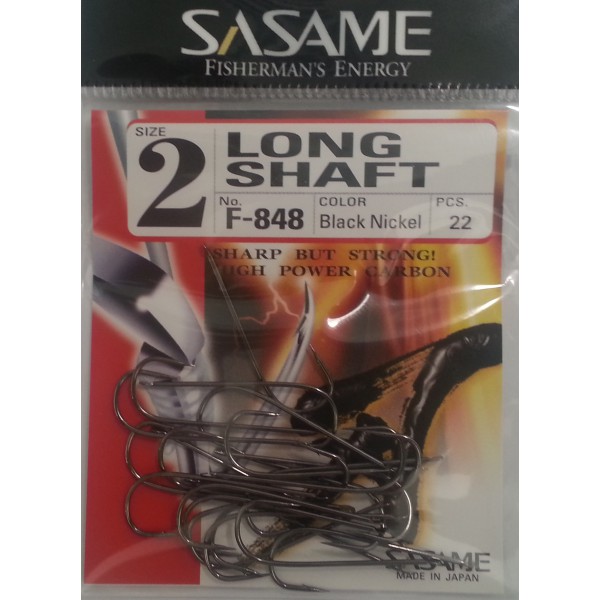 SASAME
FISHERMAN'S ENERGY
SIZE
2
LONG
SHAFT
No.
F-848
COLOR
Black Nickel
PCS.
22
SHARP BUT STRONG!
HIGH POWER CARBON
SASAME
MADE IN JAPAN